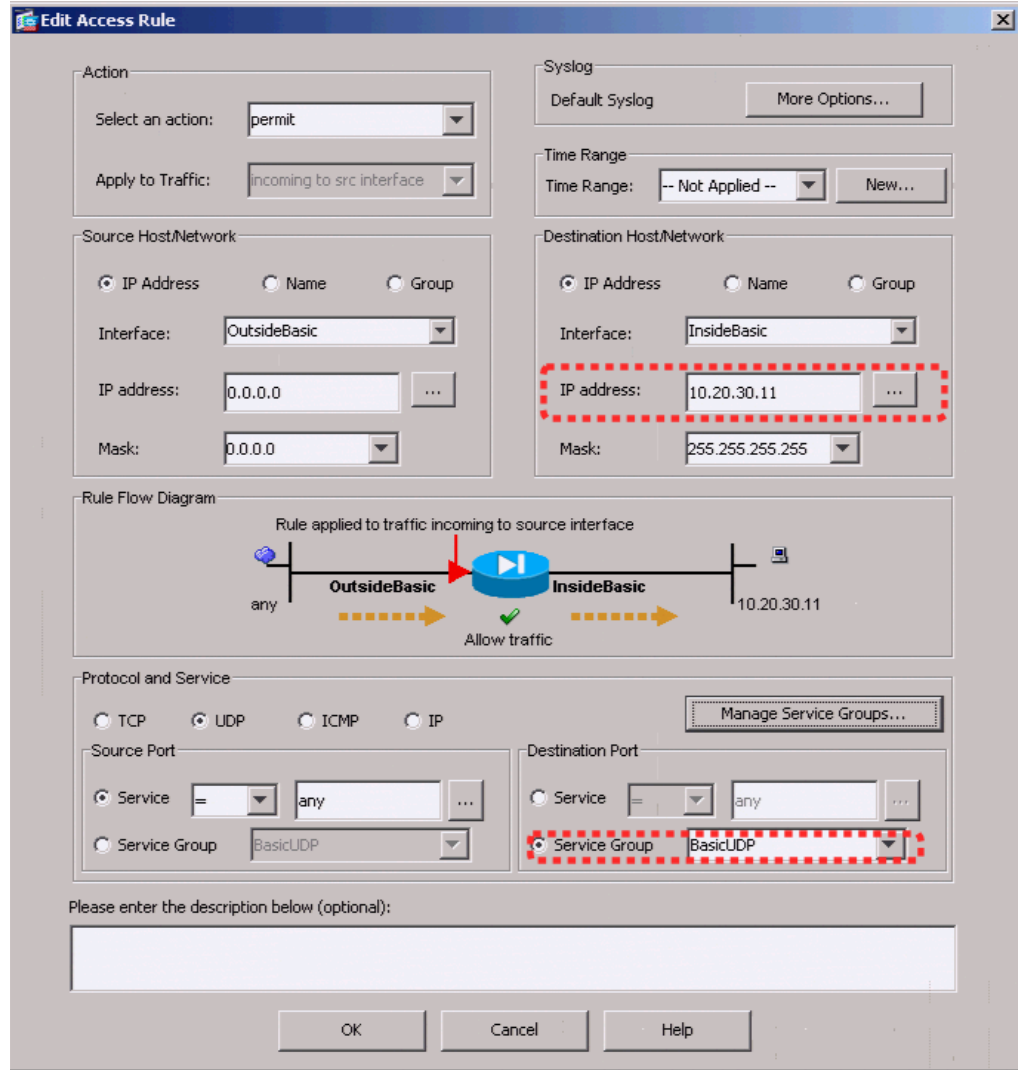 Edit Access Rule
Action
Select an action: permit
Apply to Traffic: incoming to src interface
Syslog
Default Syslog More Options...
Time Range
Time Range: -- Not Applied -- New...
Source Host/Network
IP Address Name Group
Interface: OutsideBasic
IP address: 0.0.0.0 ...
Mask: 0.0.0.0
Destination Host/Network
IP Address Name Group
Interface: InsideBasic
IP address: 10.20.30.11 ...
Mask: 255.255.255.255
Rule Flow Diagram
Rule applied to traffic incoming to source interface
OutsideBasic InsideBasic
any 10.20.30.11
Allow traffic
Protocol and Service
TCP UDP ICMP IP Manage Service Groups...
Source Port
Service = any ...
Service Group BasicUDP
Destination Port
Service = any ...
Service Group BasicUDP
Please enter the description below (optional):
OK Cancel Help